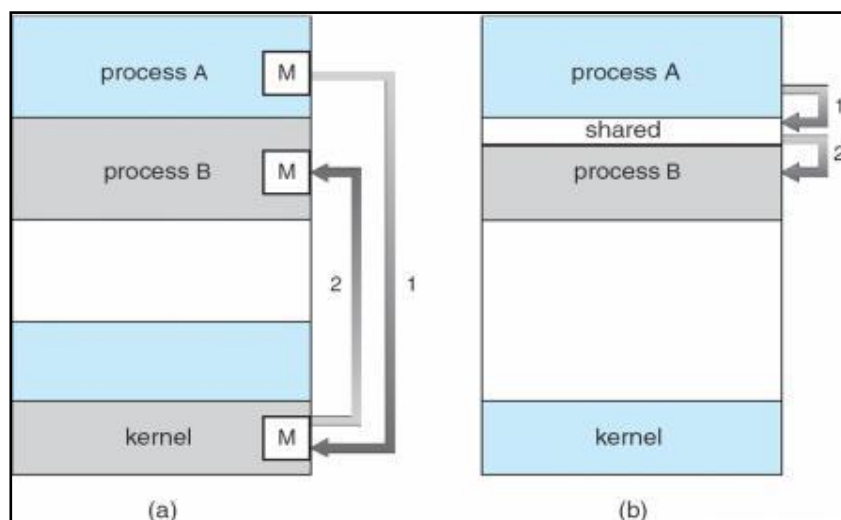 process A
M
process B
M
2
1
kernel
M
(a)
process A
1
shared
2
process B
kernel
(b)